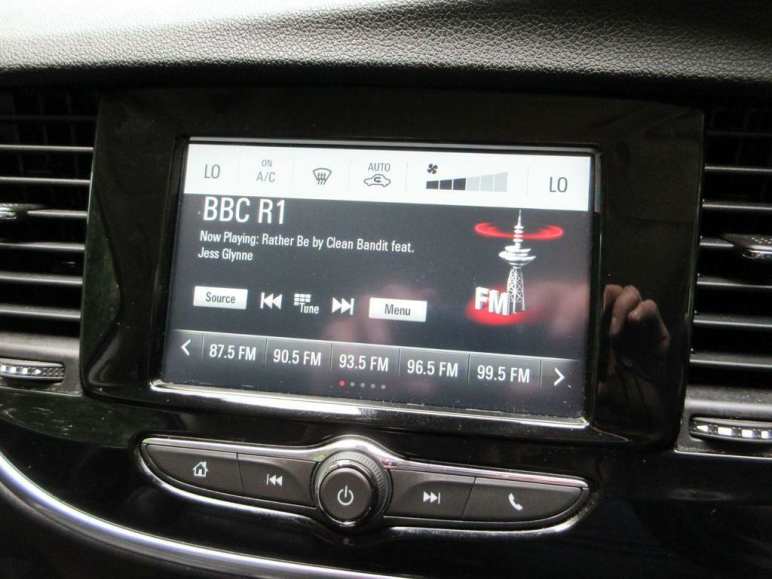 LO ON A/C AUTO LO
BBC R1
Now Playing: Rather Be by Clean Bandit feat.
Jess Glynne
FM
Source Tune Menu
87.5 FM 90.5 FM 93.5 FM 96.5 FM 99.5 FM